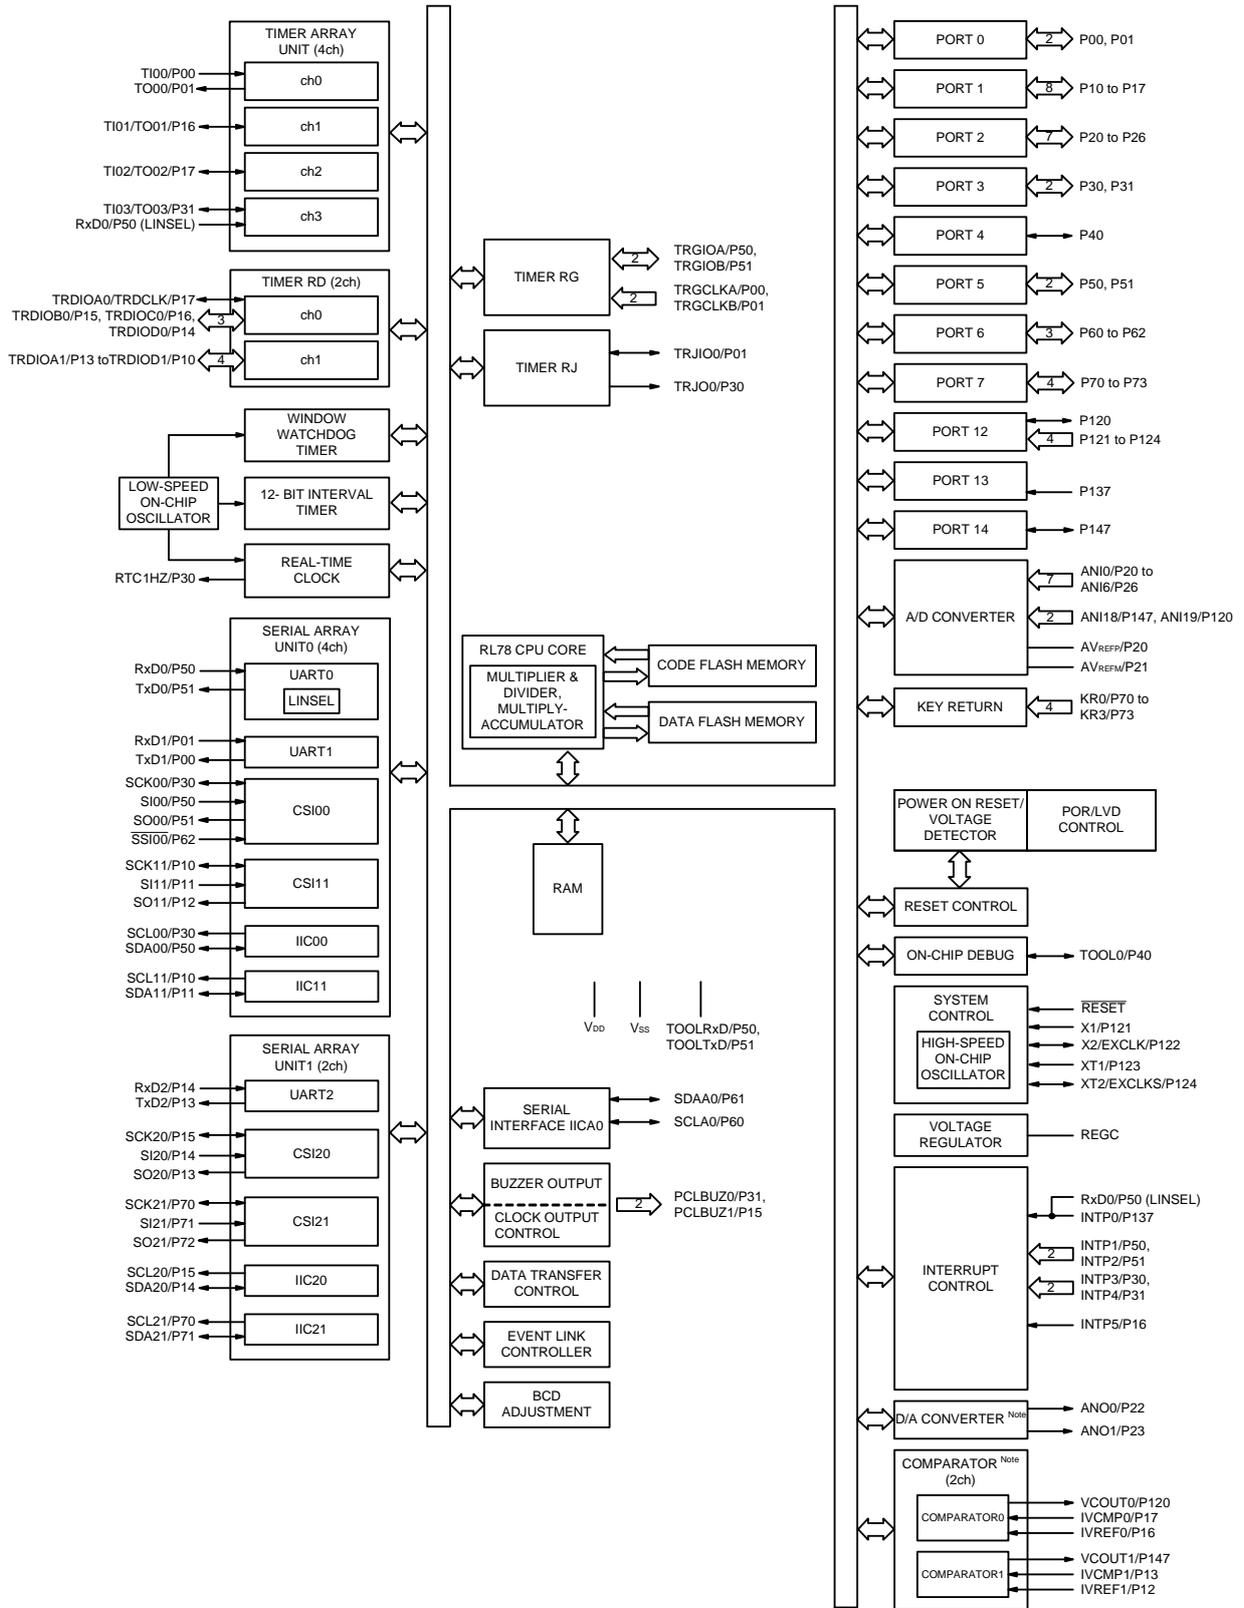 TIMER ARRAY
UNIT (4ch)
TI00/P00
TO00/P01
ch0
TI01/TO01/P16
ch1
TI02/TO02/P17
ch2
TI03/TO03/P31
RxD0/P50 (LINSEL)
ch3
TIMER RD (2ch)
TRDIOA0/TRDCLK/P17
TRDIOB0/P15, TRDIOC0/P16,
TRDIOD0/P14
3
ch0
TRDIOA1/P13 toTRDIOD1/P10
4
ch1
WINDOW
WATCHDOG
TIMER
LOW-SPEED
ON-CHIP
OSCILLATOR
12- BIT INTERVAL
TIMER
RTC1HZ/P30
REAL-TIME
CLOCK
SERIAL ARRAY
UNIT0 (4ch)
RxD0/P50
TxD0/P51
UART0
LINSEL
RxD1/P01
TxD1/P00
UART1
SCK00/P30
SI00/P50
SO00/P51
SSI00/P62
CSI00
SCK11/P10
SI11/P11
SO11/P12
CSI11
SCL00/P30
SDA00/P50
IIC00
SCL11/P10
SDA11/P11
IIC11
SERIAL ARRAY
UNIT1 (2ch)
RxD2/P14
TxD2/P13
UART2
SCK20/P15
SI20/P14
SO20/P13
CSI20
SCK21/P70
SI21/P71
SO21/P72
CSI21
SCL20/P15
SDA20/P14
IIC20
SCL21/P70
SDA21/P71
IIC21
TIMER RG
2
TRGIOA/P50,
TRGIOB/P51
2
TRGCLKA/P00,
TRGCLKB/P01
TIMER RJ
TRJIO0/P01
TRJO0/P30
RL78 CPU CORE
MULTIPLIER &
DIVIDER,
MULTIPLY-
ACCUMULATOR
CODE FLASH MEMORY
DATA FLASH MEMORY
RAM
VDD
VSS
TOOLRxD/P50,
TOOLTxD/P51
SERIAL
INTERFACE IICA0
SDAA0/P61
SCLA0/P60
BUZZER OUTPUT
CLOCK OUTPUT
CONTROL
2
PCLBUZ0/P31,
PCLBUZ1/P15
DATA TRANSFER
CONTROL
EVENT LINK
CONTROLLER
BCD
ADJUSTMENT
PORT 0
2
P00, P01
PORT 1
8
P10 to P17
PORT 2
7
P20 to P26
PORT 3
2
P30, P31
PORT 4
P40
PORT 5
2
P50, P51
PORT 6
3
P60 to P62
PORT 7
4
P70 to P73
PORT 12
P120
4
P121 to P124
PORT 13
P137
PORT 14
P147
A/D CONVERTER
7
ANI0/P20 to
ANI6/P26
2
ANI18/P147, ANI19/P120
AVREFP/P20
AVREFM/P21
KEY RETURN
4
KR0/P70 to
KR3/P73
POWER ON RESET/
VOLTAGE
DETECTOR
POR/LVD
CONTROL
RESET CONTROL
ON-CHIP DEBUG
TOOL0/P40
SYSTEM
CONTROL
HIGH-SPEED
ON-CHIP
OSCILLATOR
RESET
X1/P121
X2/EXCLK/P122
XT1/P123
XT2/EXCLKS/P124
VOLTAGE
REGULATOR
REGC
INTERRUPT
CONTROL
RxD0/P50 (LINSEL)
INTP0/P137
2
INTP1/P50,
INTP2/P51
2
INTP3/P30,
INTP4/P31
INTP5/P16
D/A CONVERTER Note
ANO0/P22
ANO1/P23
COMPARATOR Note
(2ch)
COMPARATOR0
VCOUT0/P120
IVCMP0/P17
IVREF0/P16
COMPARATOR1
VCOUT1/P147
IVCMP1/P13
IVREF1/P12